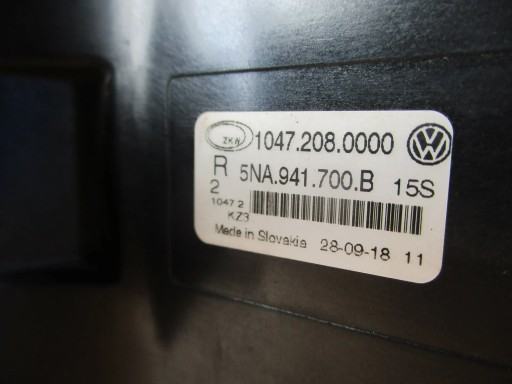 ZKW 1047.208.0000
R 5NA.941.700.B 15S
2
1047 2
KZ3
Made in Slovakia 28-09-18 11